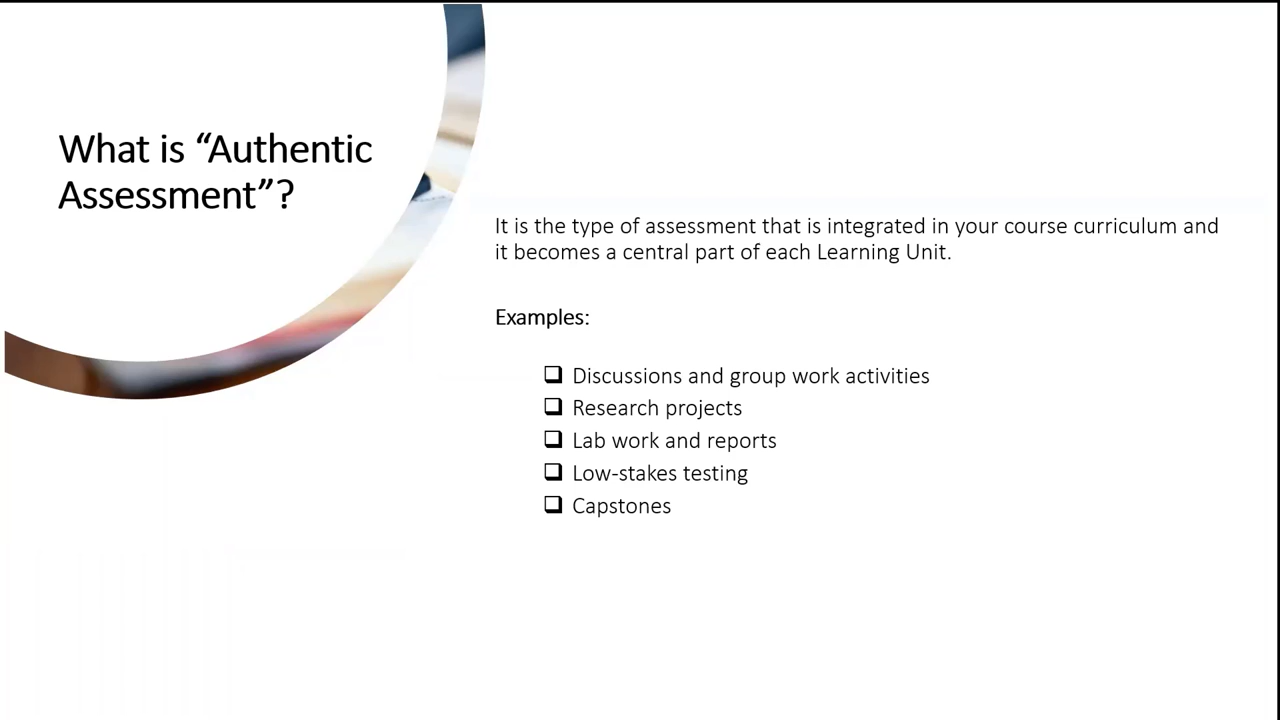 What is “Authentic
Assessment”?
It is the type of assessment that is integrated in your course curriculum and
it becomes a central part of each Learning Unit.
Examples:
❑ Discussions and group work activities
❑ Research projects
❑ Lab work and reports
❑ Low-stakes testing
❑ Capstones